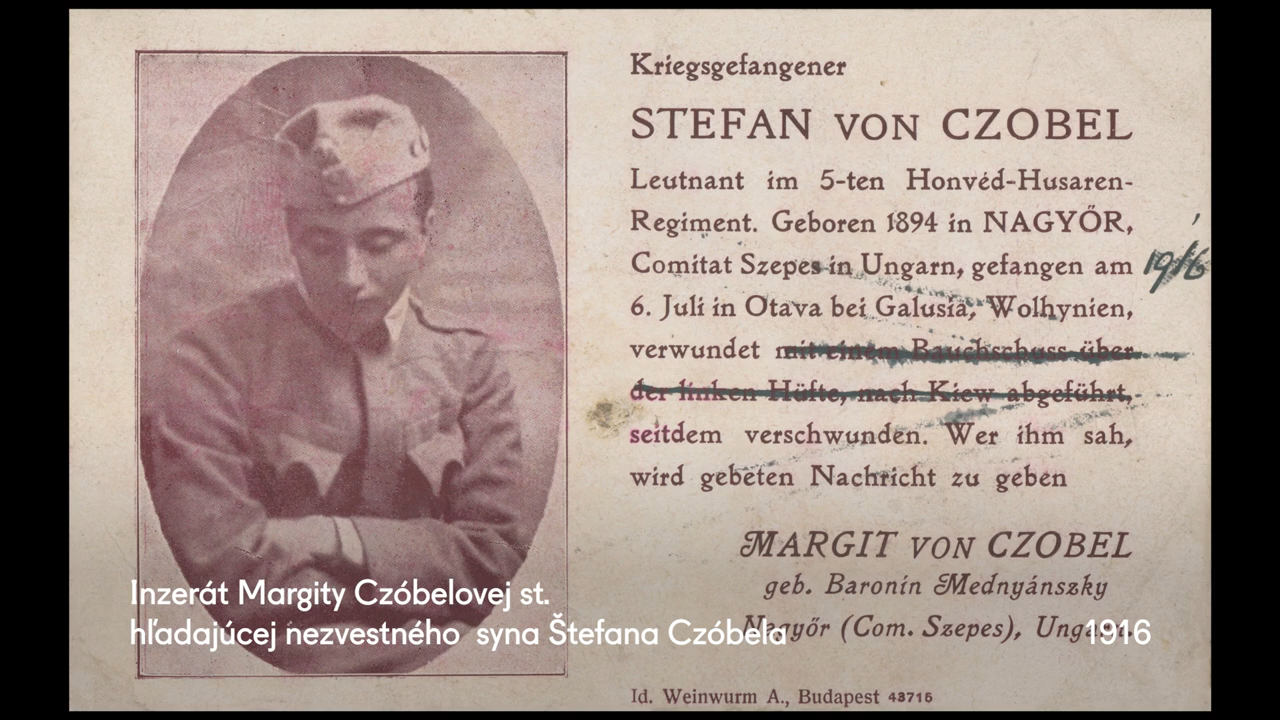 Kriegsgefangener
STEFAN VON CZOBEL
Leutnant im 5-ten Honvéd-Husaren-
Regiment. Geboren 1894 in NAGYŐR,
Comitat Szepes in Ungarn, gefangen am 1916
6. Juli in Otava bei Galusia, Wolhynien,
verwundet mit einem Bauchschuss über
der linken Hüfte, nach Kiew abgeführt,
seitdem verschwunden. Wer ihm sah,
wird gebeten Nachricht zu geben
MARGIT VON CZOBEL
geb. Baronin Mednyánszky
Nagyőr (Com. Szepes), Ungarn.
Id. Weinwurm A., Budapest 43715
Inzerát Margity Czóbelovej st.
hľadajúcej nezvestného syna Štefana Czóbela
1916